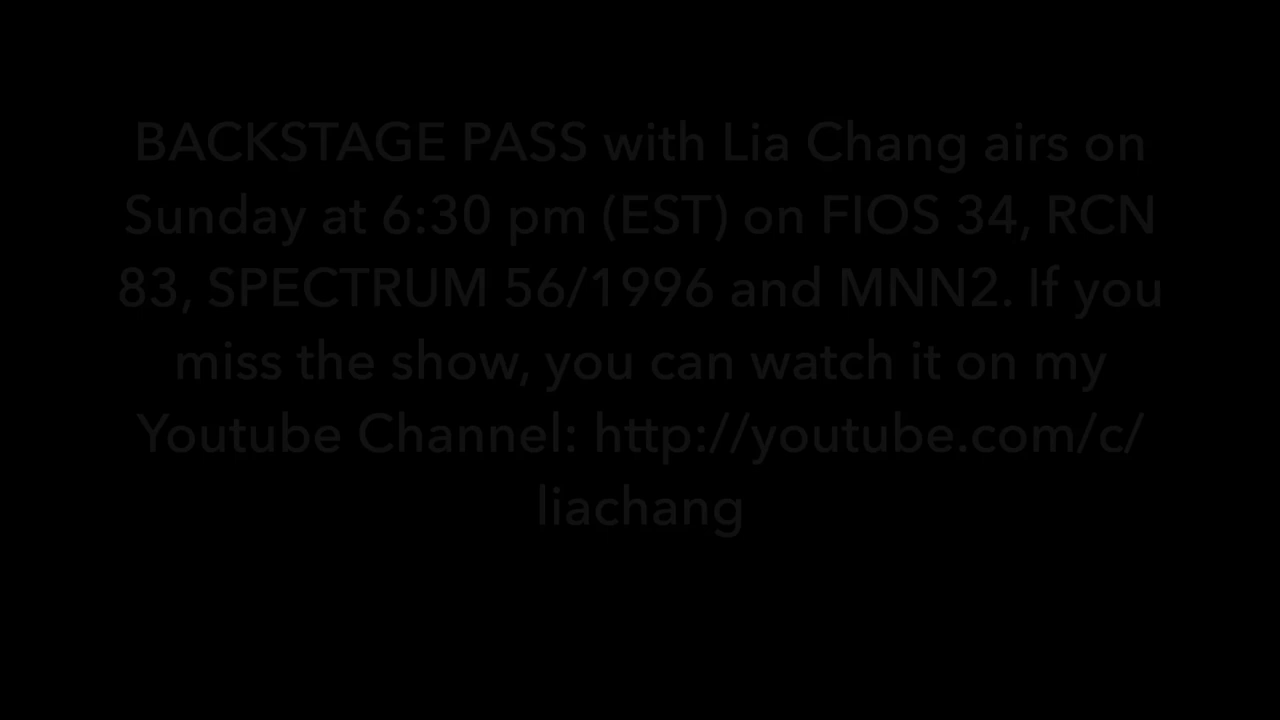 BACKSTAGE PASS with Lia Chang airs on
Sunday at 6:30 pm (EST) on FIOS 34, RCN
83, SPECTRUM 56/1996 and MNN2. If you
miss the show, you can watch it on my
Youtube Channel: http://youtube.com/c/
liachang